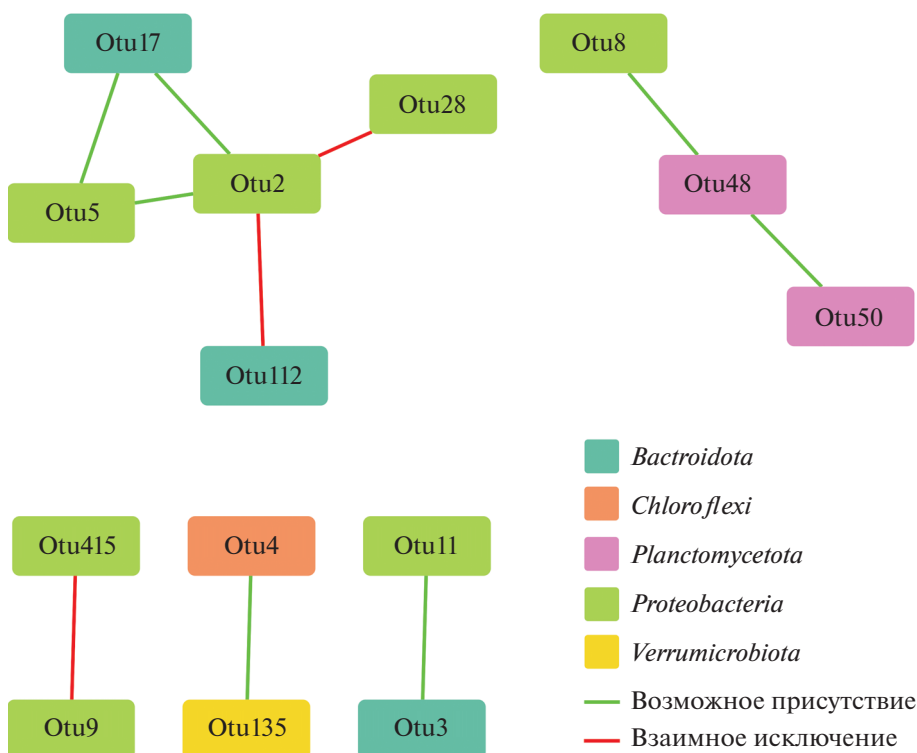 Otu17
Otu8
Otu28
Otu2
Otu48
Otu5
Otu50
Otu112
Bactroidota
Chloroflexi
Otu415
Otu4
Otu11
Planctomycetota
Proteobacteria
Verrumicrobiota
Возможное присутствие
Otu9
Otu135
Otu3
Взаимное исключение